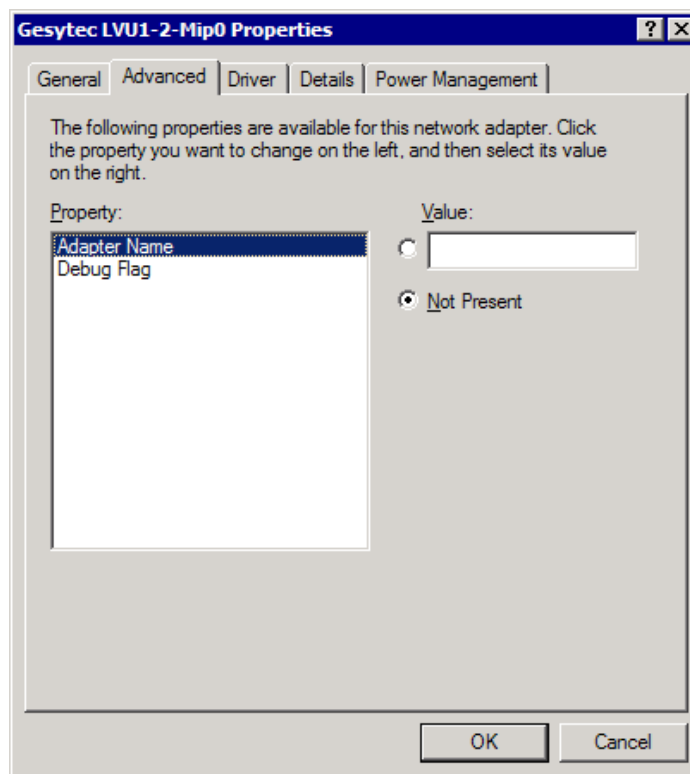 Gesytec LVU1-2-Mip0 Properties
General Advanced Driver Details Power Management
The following properties are available for this network adapter. Click
the property you want to change on the left, and then select its value
on the right.
Property: Value:
Adapter Name
Debug Flag
Not Present
OK Cancel